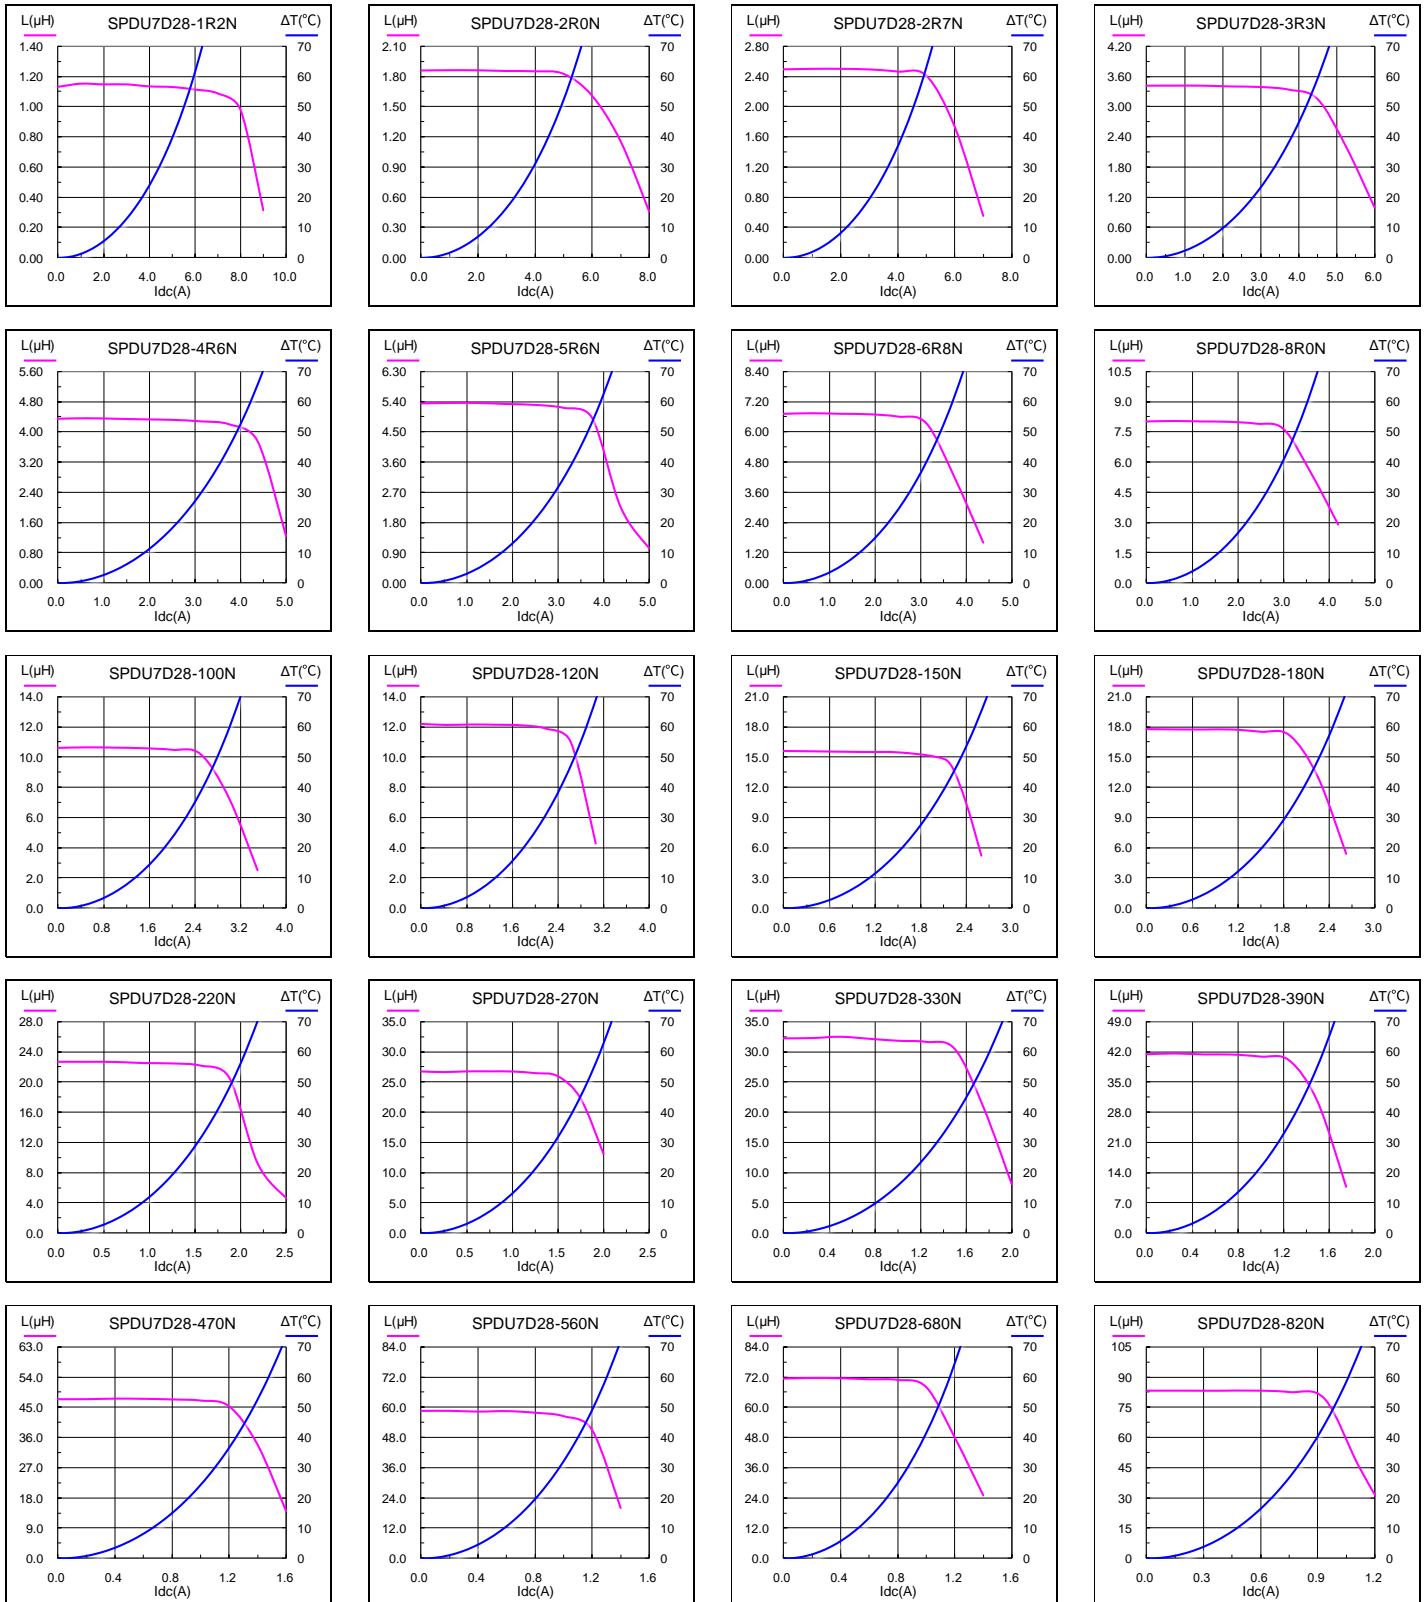 L(µH) SPDU7D28-1R2N ΔT(°C)
1.40 70
1.20 60
1.00 50
0.80 40
0.60 30
0.40 20
0.20 10
0.00 0
0.0 2.0 4.0 6.0 8.0 10.0
Idc(A)
L(µH) SPDU7D28-2R0N ΔT(°C)
2.10 70
1.80 60
1.50 50
1.20 40
0.90 30
0.60 20
0.30 10
0.00 0
0.0 2.0 4.0 6.0 8.0
Idc(A)
L(µH) SPDU7D28-2R7N ΔT(°C)
2.80 70
2.40 60
2.00 50
1.60 40
1.20 30
0.80 20
0.40 10
0.00 0
0.0 2.0 4.0 6.0 8.0
Idc(A)
L(µH) SPDU7D28-3R3N ΔT(°C)
4.20 70
3.60 60
3.00 50
2.40 40
1.80 30
1.20 20
0.60 10
0.00 0
0.0 1.0 2.0 3.0 4.0 5.0 6.0
Idc(A)
L(µH) SPDU7D28-4R6N ΔT(°C)
5.60 70
4.80 60
4.00 50
3.20 40
2.40 30
1.60 20
0.80 10
0.00 0
0.0 1.0 2.0 3.0 4.0 5.0
Idc(A)
L(µH) SPDU7D28-5R6N ΔT(°C)
6.30 70
5.40 60
4.50 50
3.60 40
2.70 30
1.80 20
0.90 10
0.00 0
0.0 1.0 2.0 3.0 4.0 5.0
Idc(A)
L(µH) SPDU7D28-6R8N ΔT(°C)
8.40 70
7.20 60
6.00 50
4.80 40
3.60 30
2.40 20
1.20 10
0.00 0
0.0 1.0 2.0 3.0 4.0 5.0
Idc(A)
L(µH) SPDU7D28-8R0N ΔT(°C)
10.5 70
9.0 60
7.5 50
6.0 40
4.5 30
3.0 20
1.5 10
0.0 0
0.0 1.0 2.0 3.0 4.0 5.0
Idc(A)
L(µH) SPDU7D28-100N ΔT(°C)
14.0 70
12.0 60
10.0 50
8.0 40
6.0 30
4.0 20
2.0 10
0.0 0
0.0 0.8 1.6 2.4 3.2 4.0
Idc(A)
L(µH) SPDU7D28-120N ΔT(°C)
14.0 70
12.0 60
10.0 50
8.0 40
6.0 30
4.0 20
2.0 10
0.0 0
0.0 0.8 1.6 2.4 3.2 4.0
Idc(A)
L(µH) SPDU7D28-150N ΔT(°C)
21.0 70
18.0 60
15.0 50
12.0 40
9.0 30
6.0 20
3.0 10
0.0 0
0.0 0.6 1.2 1.8 2.4 3.0
Idc(A)
L(µH) SPDU7D28-180N ΔT(°C)
21.0 70
18.0 60
15.0 50
12.0 40
9.0 30
6.0 20
3.0 10
0.0 0
0.0 0.6 1.2 1.8 2.4 3.0
Idc(A)
L(µH) SPDU7D28-220N ΔT(°C)
28.0 70
24.0 60
20.0 50
16.0 40
12.0 30
8.0 20
4.0 10
0.0 0
0.0 0.5 1.0 1.5 2.0 2.5
Idc(A)
L(µH) SPDU7D28-270N ΔT(°C)
35.0 70
30.0 60
25.0 50
20.0 40
15.0 30
10.0 20
5.0 10
0.0 0
0.0 0.5 1.0 1.5 2.0 2.5
Idc(A)
L(µH) SPDU7D28-330N ΔT(°C)
35.0 70
30.0 60
25.0 50
20.0 40
15.0 30
10.0 20
5.0 10
0.0 0
0.0 0.4 0.8 1.2 1.6 2.0
Idc(A)
L(µH) SPDU7D28-390N ΔT(°C)
49.0 70
42.0 60
35.0 50
28.0 40
21.0 30
14.0 20
7.0 10
0.0 0
0.0 0.4 0.8 1.2 1.6 2.0
Idc(A)
L(µH) SPDU7D28-470N ΔT(°C)
63.0 70
54.0 60
45.0 50
36.0 40
27.0 30
18.0 20
9.0 10
0.0 0
0.0 0.4 0.8 1.2 1.6
Idc(A)
L(µH) SPDU7D28-560N ΔT(°C)
84.0 70
72.0 60
60.0 50
48.0 40
36.0 30
24.0 20
12.0 10
0.0 0
0.0 0.4 0.8 1.2 1.6
Idc(A)
L(µH) SPDU7D28-680N ΔT(°C)
84.0 70
72.0 60
60.0 50
48.0 40
36.0 30
24.0 20
12.0 10
0.0 0
0.0 0.4 0.8 1.2 1.6
Idc(A)
L(µH) SPDU7D28-820N ΔT(°C)
105 70
90 60
75 50
60 40
45 30
30 20
15 10
0 0
0.0 0.3 0.6 0.9 1.2
Idc(A)